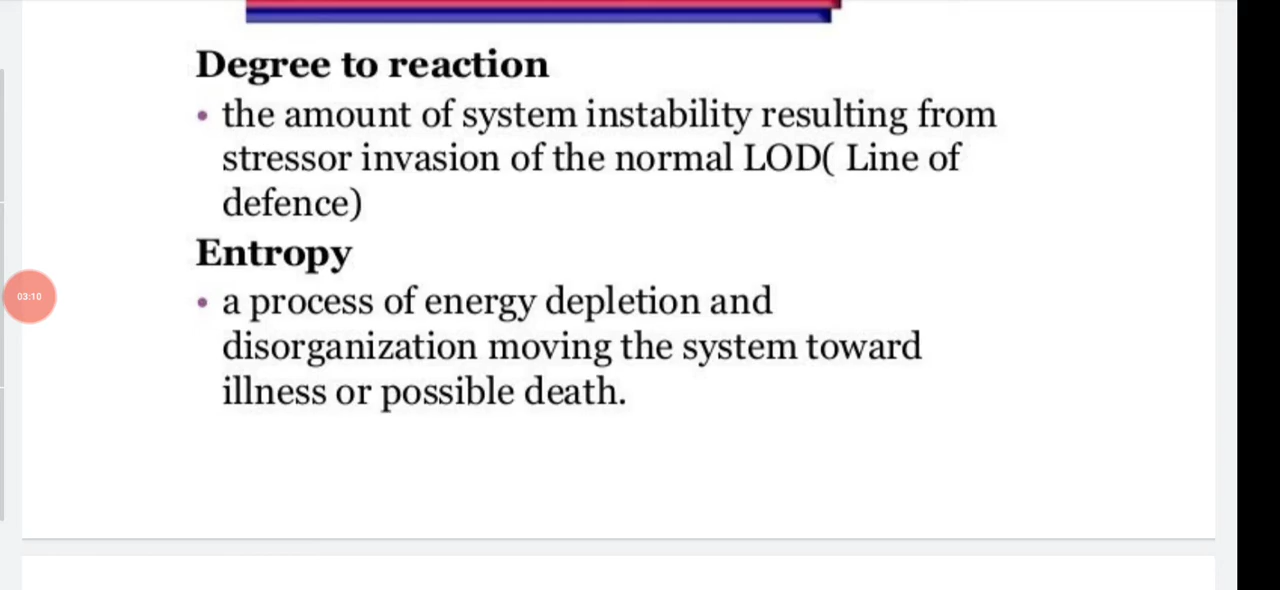 Degree to reaction
• the amount of system instability resulting from
stressor invasion of the normal LOD( Line of
defence)
Entropy
• a process of energy depletion and
disorganization moving the system toward
illness or possible death.
03:10